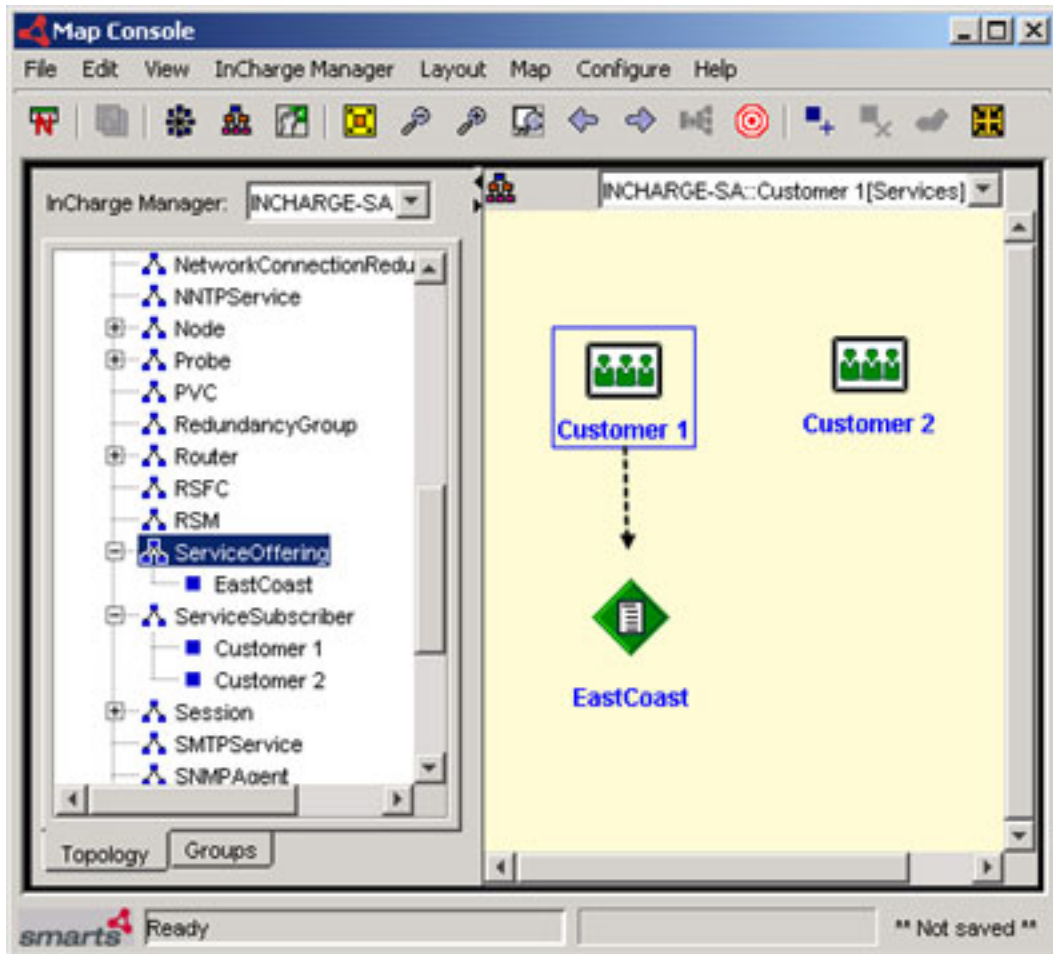 Map Console
File Edit View InCharge Manager Layout Map Configure Help
InCharge Manager: INCHARGE-SA
INCHARGE-SA::Customer 1[Services]
NetworkConnectionRedu
NNTPService
Node
Probe
PVC
RedundancyGroup
Router
RSFC
RSM
ServiceOffering
EastCoast
ServiceSubscriber
Customer 1
Customer 2
Session
SMTPService
SNMPAgent
Topology Groups
Customer 1
Customer 2
EastCoast
smarts Ready ** Not saved **